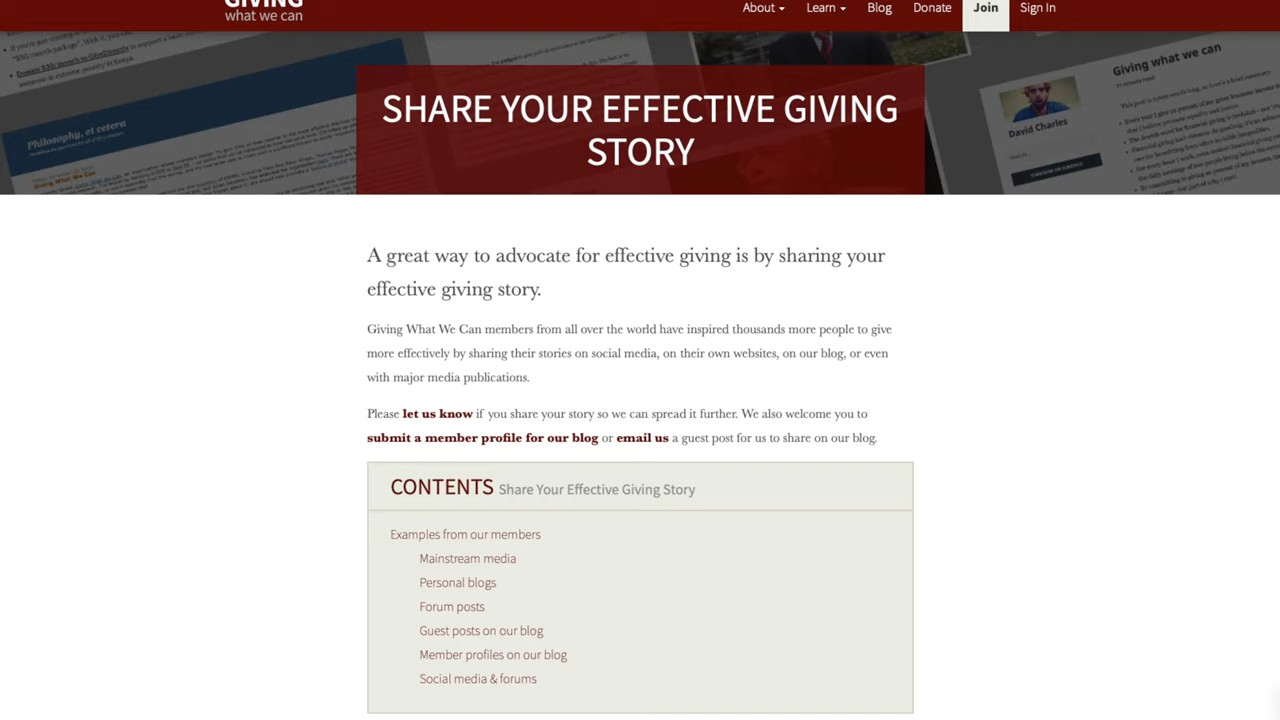 GIVING
what we can
About Learn Blog Donate Join Sign In
Giving what we can
Philosophy, et cetera
Giving What We Can
David Charles
SHARE YOUR EFFECTIVE GIVING
STORY
A great way to advocate for effective giving is by sharing your
effective giving story.
Giving What We Can members from all over the world have inspired thousands more people to give
more effectively by sharing their stories on social media, on their own websites, on our blog, or even
with major media publications.
Please let us know if you share your story so we can spread it further. We also welcome you to
submit a member profile for our blog or email us a guest post for us to share on our blog.
CONTENTS Share Your Effective Giving Story
Examples from our members
Mainstream media
Personal blogs
Forum posts
Guest posts on our blog
Member profiles on our blog
Social media & forums